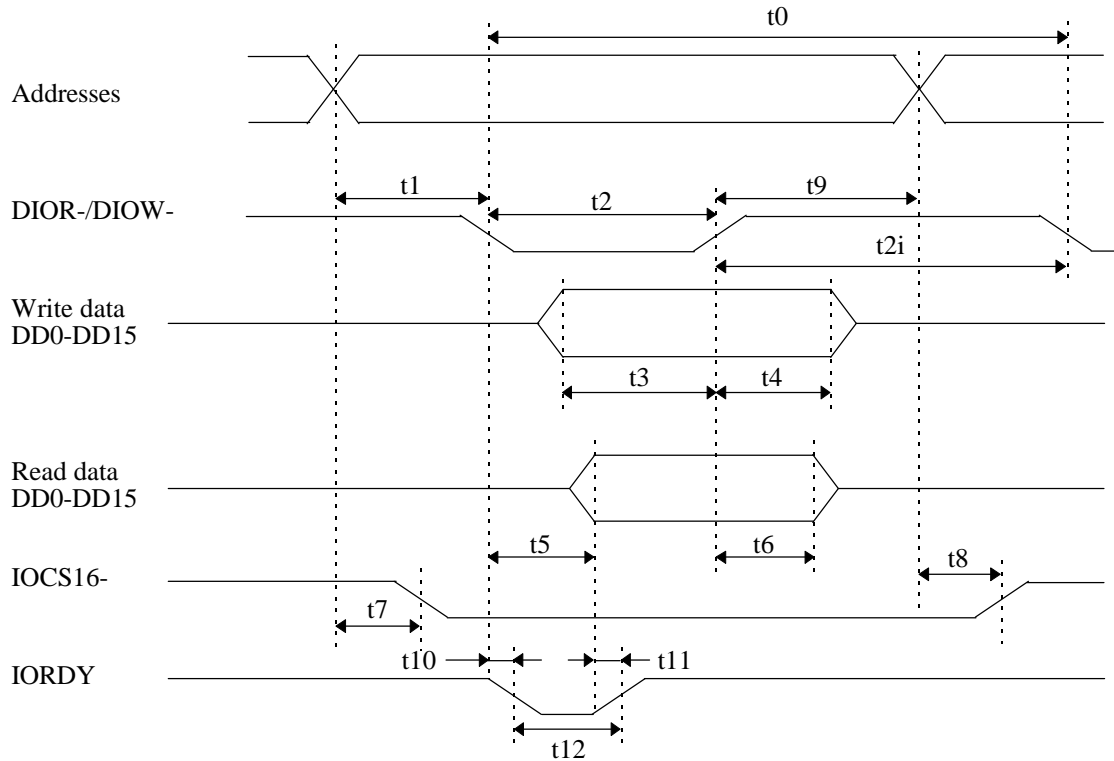 t0
Addresses
t1
t9
DIOR-/DIOW-
t2
t2i
Write data
DD0-DD15
t3
t4
Read data
DD0-DD15
t5
t6
IOCS16-
t8
t7
t10
t11
IORDY
t12